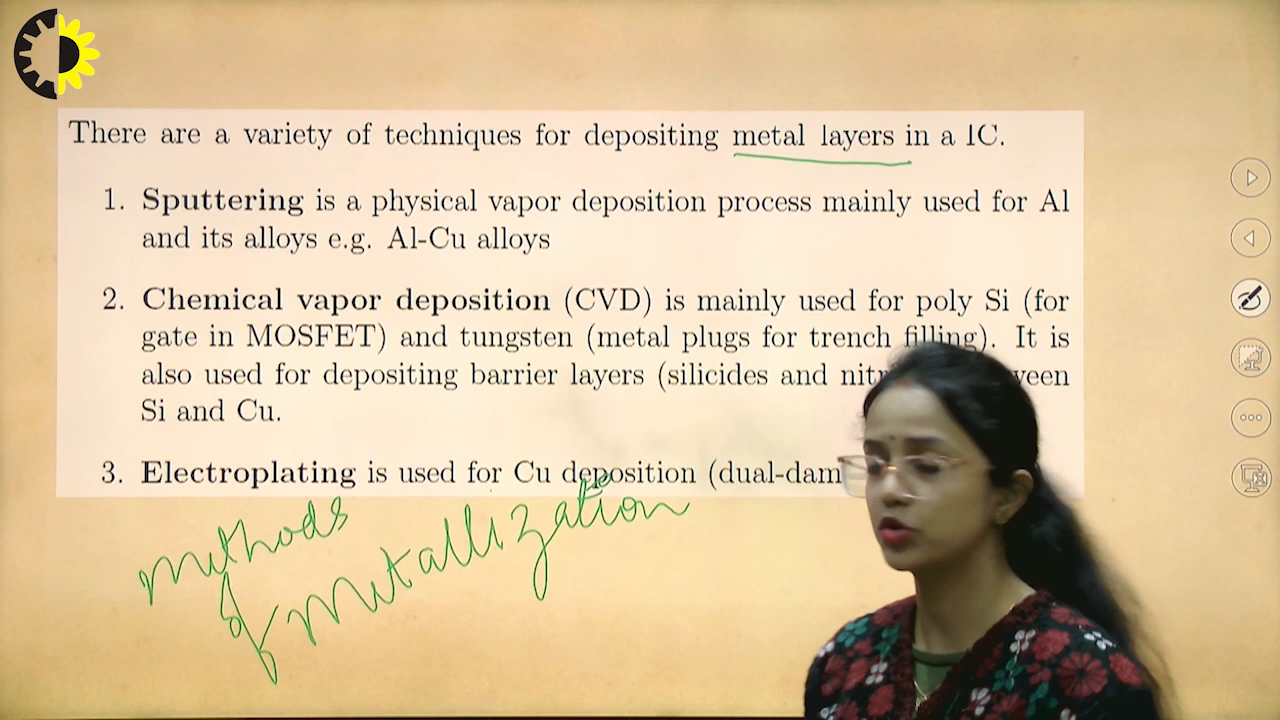 There are a variety of techniques for depositing metal layers in a IC.
1. Sputtering is a physical vapor deposition process mainly used for Al
and its alloys e.g. Al-Cu alloys
2. Chemical vapor deposition (CVD) is mainly used for poly Si (for
gate in MOSFET) and tungsten (metal plugs for trench filling). It is
also used for depositing barrier layers (silicides and
Si and Cu.
3. Electroplating is used for Cu deposition
methods
of metallization